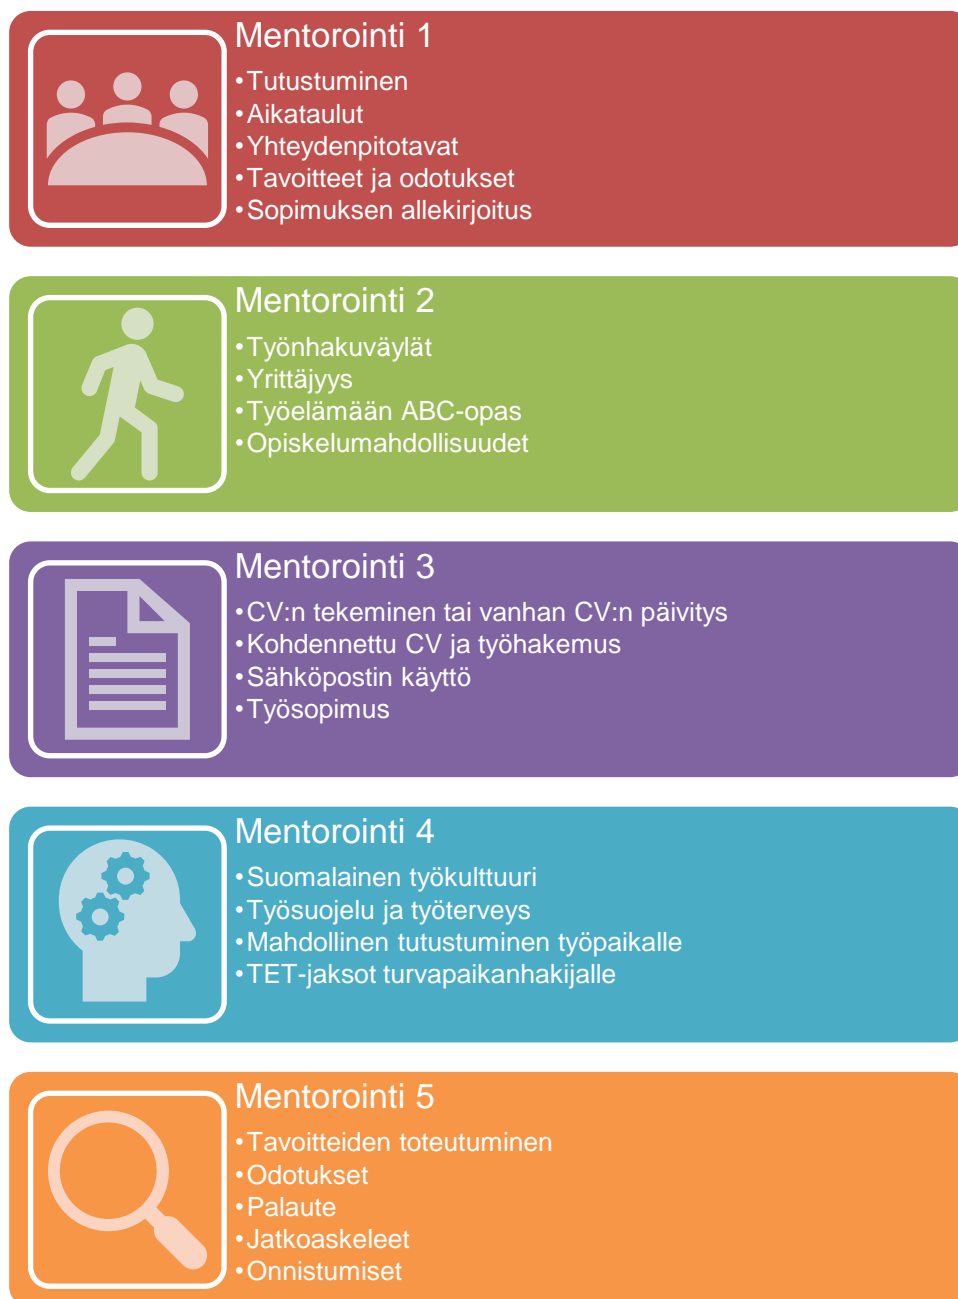 Mentorointi 1
•Tutustuminen
•Aikataulut
•Yhteydenpitotavat
•Tavoitteet ja odotukset
•Sopimuksen allekirjoitus
Mentorointi 2
•Työnhakuväylät
•Yrittäjyys
•Työelämään ABC-opas
•Opiskelumahdollisuudet
Mentorointi 3
•CV:n tekeminen tai vanhan CV:n päivitys
•Kohdennettu CV ja työhakemus
•Sähköpostin käyttö
•Työsopimus
Mentorointi 4
•Suomalainen työkulttuuri
•Työsuojelu ja työterveys
•Mahdollinen tutustuminen työpaikalle
•TET-jaksot turvapaikanhakijalle
Mentorointi 5
•Tavoitteiden toteutuminen
•Odotukset
•Palaute
•Jatkoaskeleet
•Onnistumiset